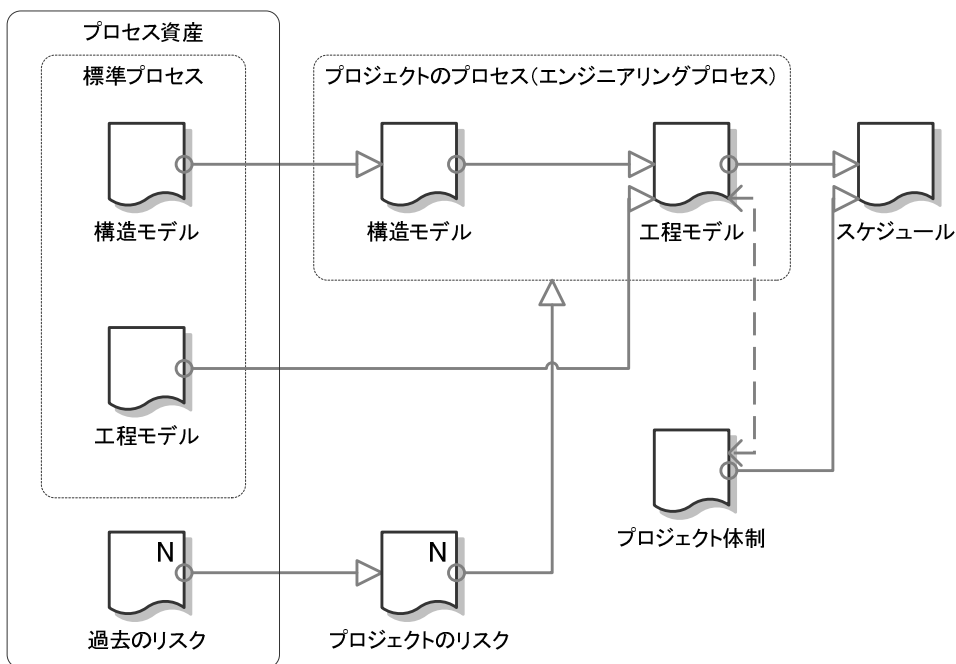 プロセス資産
標準プロセス
プロジェクトのプロセス(エンジニアリングプロセス)
構造モデル
構造モデル
工程モデル
スケジュール
工程モデル
プロジェクト体制
N
N
過去のリスク
プロジェクトのリスク